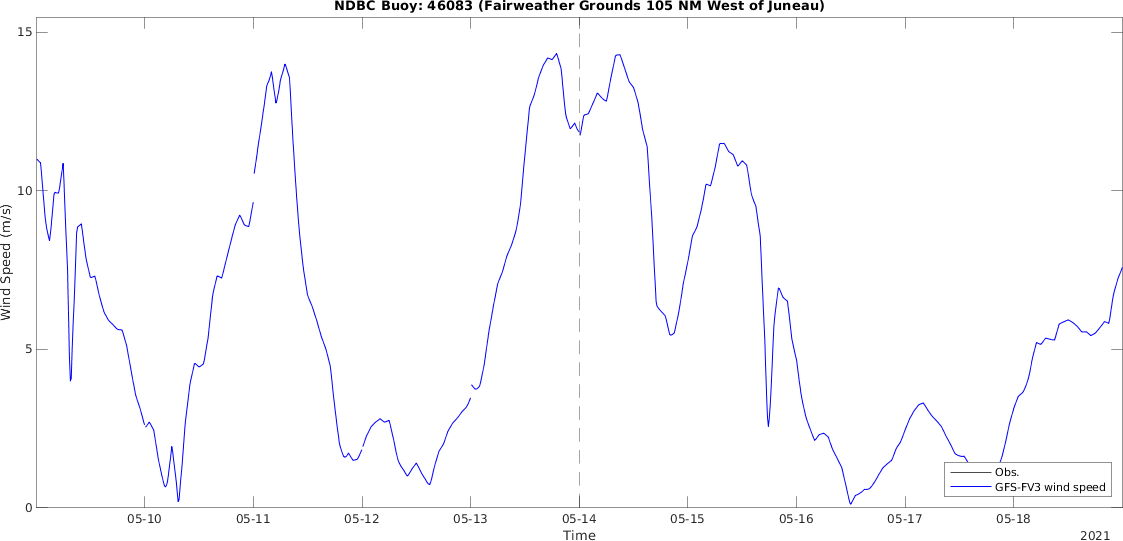 NDBC Buoy: 46083 (Fairweather Grounds 105 NM West of Juneau)
15
10
5
0
Wind Speed (m/s)
05-10 05-11 05-12 05-13 05-14 05-15 05-16 05-17 05-18
Time
2021
Obs.
GFS-FV3 wind speed